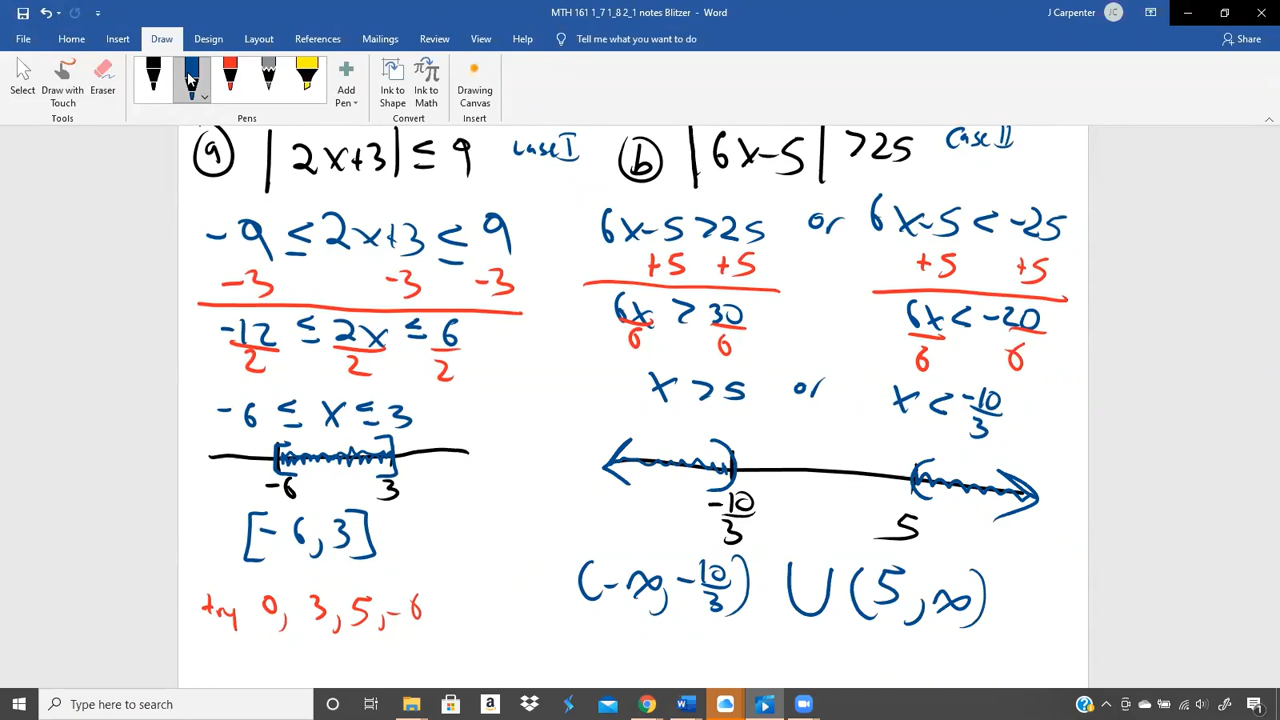 MTH 161 1_7 1_8 2_1 notes Blitzer - Word
J Carpenter JC
File Home Insert Draw Design Layout References Mailings Review View Help Tell me what you want to do Share
Select Draw with Touch Eraser Add Pen Ink to Shape Ink to Math Drawing Canvas
Tools Pens Convert Insert
ⓐ |2x+3| ≤ 9 case I
-9 ≤ 2x+3 ≤ 9
-3 -3 -3
-12 ≤ 2x ≤ 6
2 2 2
-6 ≤ x ≤ 3
-6 3
[-6,3]
try 0, 3, 5, -6
ⓑ |6x-5| >25 Case II
6x-5>25 or 6x-5 < -25
+5 +5 +5 +5
6x > 30 6x < -20
6 6 6 6
x > 5 or x < -10/3
-10/3 5
(-∞, -10/3) ∪ (5, ∞)
Type here to search